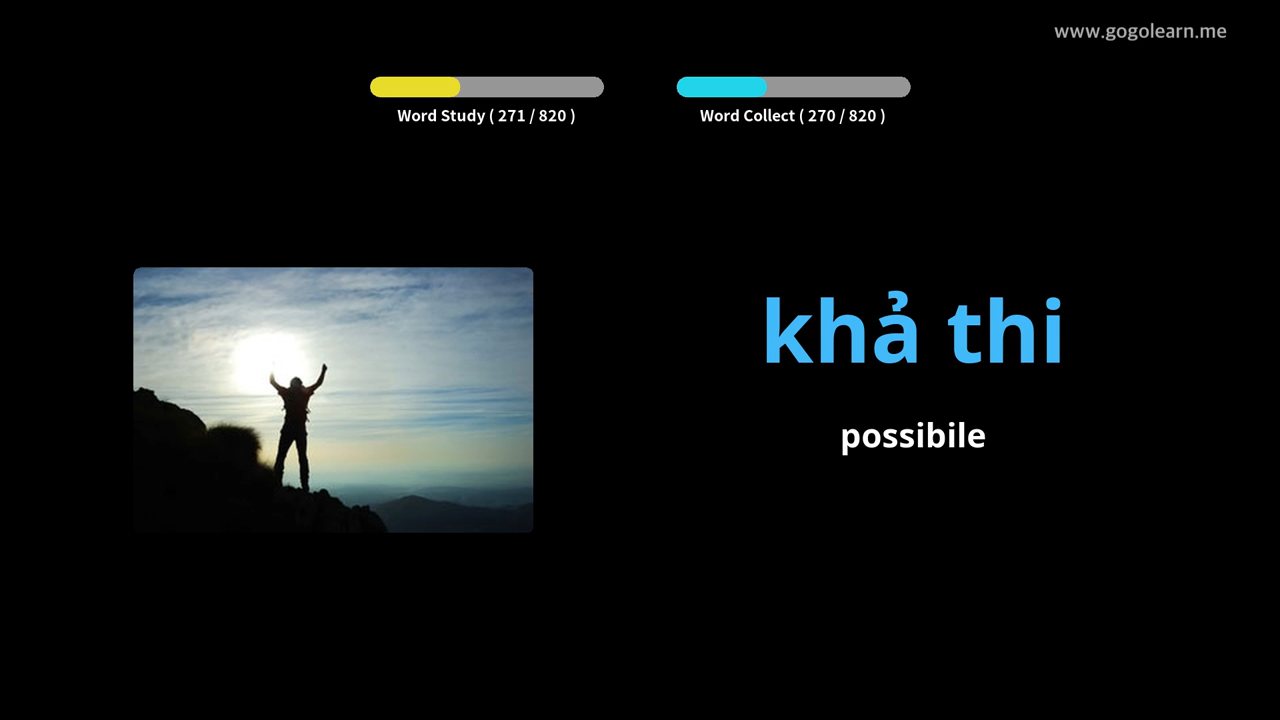 www.gogolearn.me
Word Study ( 271 / 820 )
Word Collect ( 270 / 820 )
khả thi
possibile